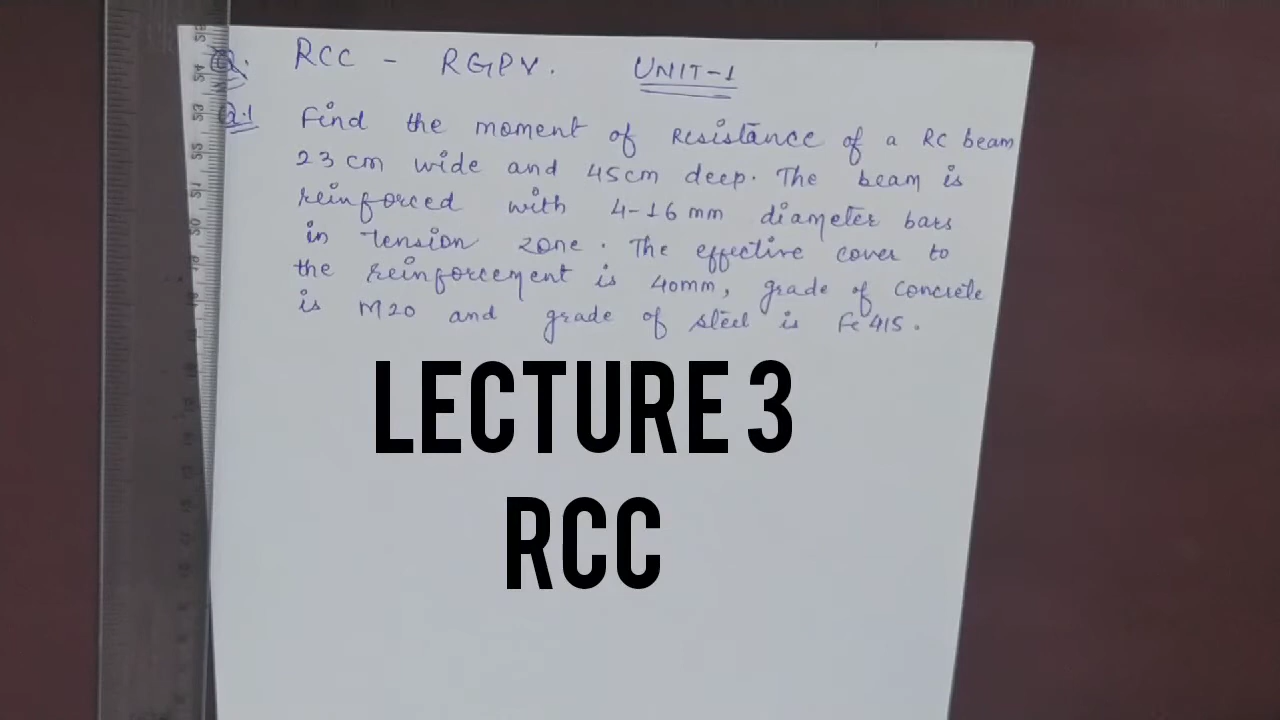 RCC - RGPV. UNIT-1
Q.1 Find the moment of resistance of a RC beam
23 cm wide and 45cm deep. The beam is
reinforced with 4-16 mm diameter bars
in tension zone. The effective cover to
the reinforcement is 40mm, grade of concrete
is M20 and grade of steel is Fe 415.
LECTURE 3
RCC